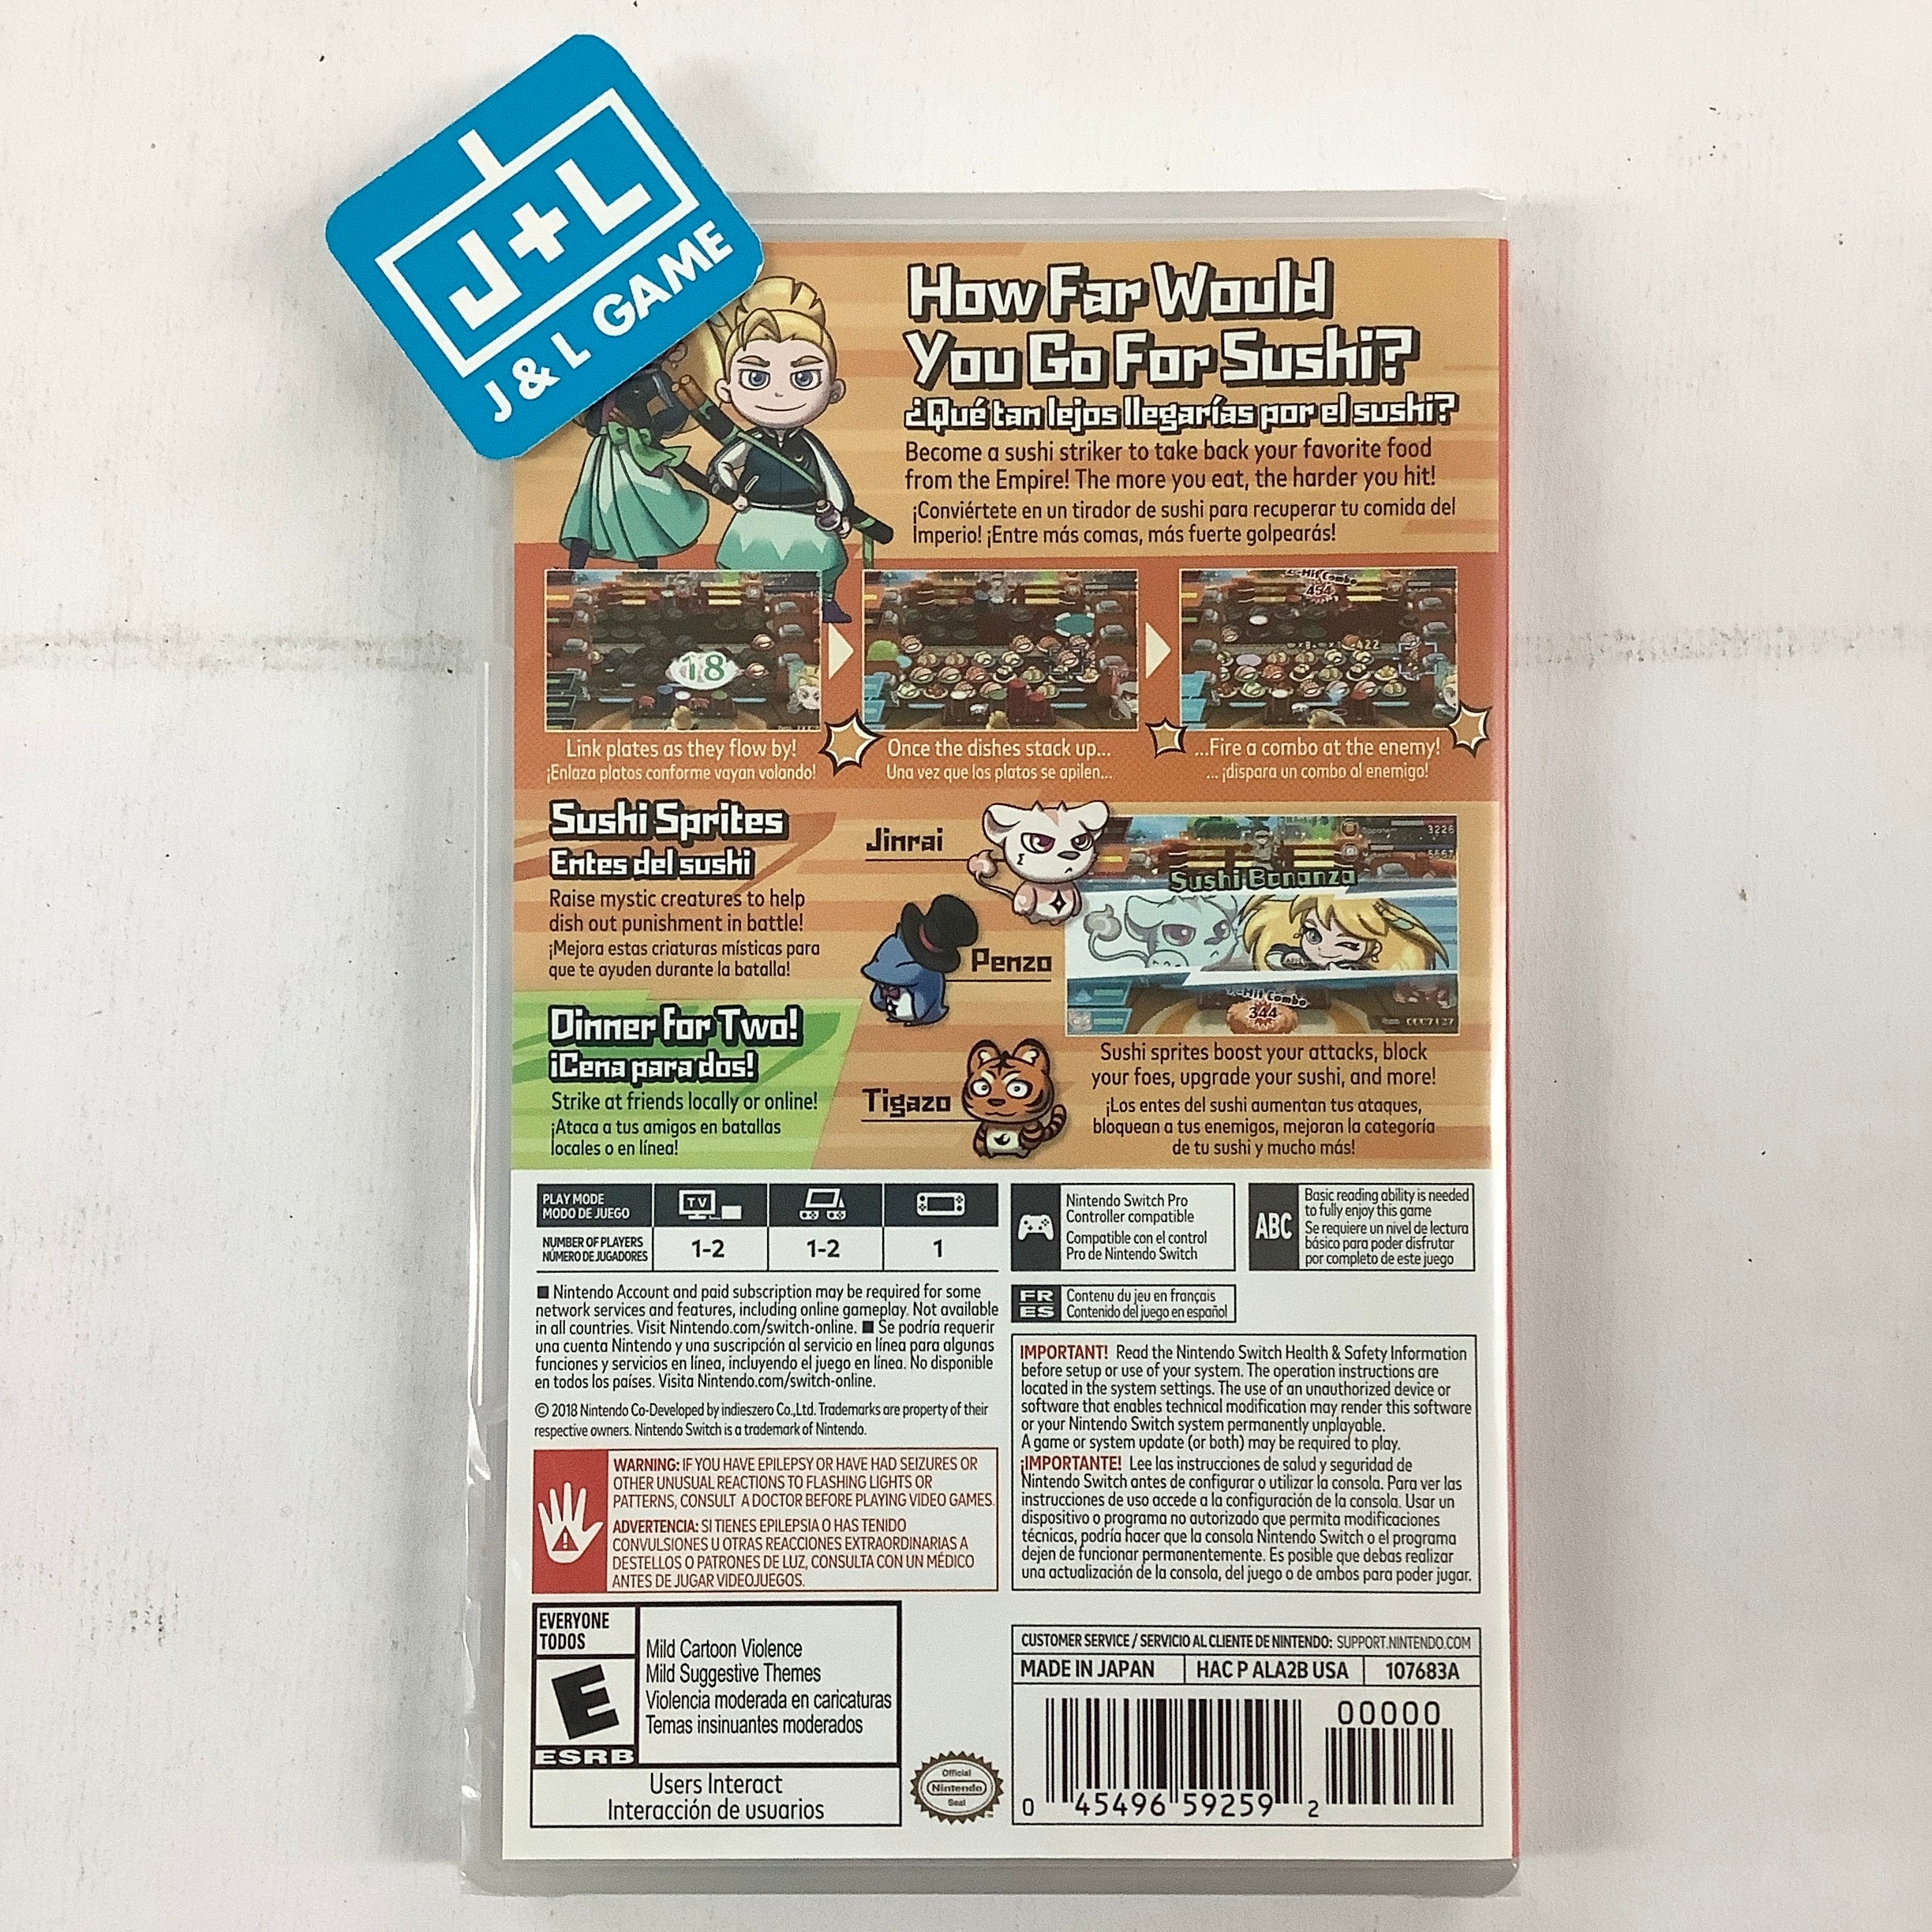 J+L
J & L GAME
How Far Would
You Go For Sushi?
¿Qué tan lejos llegarías por el sushi?
Become a sushi striker to take back your favorite food
from the Empire! The more you eat, the harder you hit!
¡Conviértete en un tirador de sushi para recuperar tu comida del
Imperio! ¡Entre más comas, más fuerte golpearás!
18
-Hit Combo
454
422
Link plates as they flow by!
¡Enlaza platos conforme vayan volando!
Once the dishes stack up...
Una vez que los platos se apilen...
...Fire a combo at the enemy!
... ¡dispara un combo al enemigo!
Sushi Sprites
Entes del sushi
Raise mystic creatures to help
dish out punishment in battle!
¡Mejora estas criaturas místicas para
que te ayuden durante la batalla!
Jinrai
Penzo
Tigazo
3226
Sushi Bonanza
-Hit Combo
344
Dinner for Two!
¡Cena para dos!
Strike at friends locally or online!
¡Ataca a tus amigos en batallas
locales o en línea!
Sushi sprites boost your attacks, block
your foes, upgrade your sushi, and more!
¡Los entes del sushi aumentan tus ataques,
bloquean a tus enemigos, mejoran la categoría
de tu sushi y mucho más!
PLAY MODE
MODO DE JUEGO
TV
NUMBER OF PLAYERS
NÚMERO DE JUGADORES
1-2
1-2
1
Nintendo Switch Pro
Controller compatible
Compatible con el control
Pro de Nintendo Switch
ABC
Basic reading ability is needed
to fully enjoy this game
Se requiere un nivel de lectura
básico para poder disfrutar
por completo de este juego
FR
ES
Contenu du jeu en français
Contenido del juego en español
■ Nintendo Account and paid subscription may be required for some
network services and features, including online gameplay. Not available
in all countries. Visit Nintendo.com/switch-online. ■ Se podría requerir
una cuenta Nintendo y una suscripción al servicio en línea para algunas
funciones y servicios en línea, incluyendo el juego en línea. No disponible
en todos los países. Visita Nintendo.com/switch-online.
© 2018 Nintendo Co-Developed by indieszero Co.,Ltd. Trademarks are property of their
respective owners. Nintendo Switch is a trademark of Nintendo.
WARNING: IF YOU HAVE EPILEPSY OR HAVE HAD SEIZURES OR
OTHER UNUSUAL REACTIONS TO FLASHING LIGHTS OR
PATTERNS, CONSULT A DOCTOR BEFORE PLAYING VIDEO GAMES.
ADVERTENCIA: SI TIENES EPILEPSIA O HAS TENIDO
CONVULSIONES U OTRAS REACCIONES EXTRAORDINARIAS A
DESTELLOS O PATRONES DE LUZ, CONSULTA CON UN MÉDICO
ANTES DE JUGAR VIDEOJUEGOS.
IMPORTANT! Read the Nintendo Switch Health & Safety Information
before setup or use of your system. The operation instructions are
located in the system settings. The use of an unauthorized device or
software that enables technical modification may render this software
or your Nintendo Switch system permanently unplayable.
A game or system update (or both) may be required to play.
¡IMPORTANTE! Lee las instrucciones de salud y seguridad de
Nintendo Switch antes de configurar o utilizar la consola. Para ver las
instrucciones de uso accede a la configuración de la consola. Usar un
dispositivo o programa no autorizado que permita modificaciones
técnicas, podría hacer que la consola Nintendo Switch o el programa
dejen de funcionar permanentemente. Es posible que debas realizar
una actualización de la consola, del juego o de ambos para poder jugar.
EVERYONE
TODOS
E
ESRB
Mild Cartoon Violence
Mild Suggestive Themes
Violencia moderada en caricaturas
Temas insinuantes moderados
Users Interact
Interacción de usuarios
Official
Nintendo
Seal
CUSTOMER SERVICE / SERVICIO AL CLIENTE DE NINTENDO: SUPPORT.NINTENDO.COM
MADE IN JAPAN
HAC P ALA2B USA
107683A
00000
0 45496 59259 2